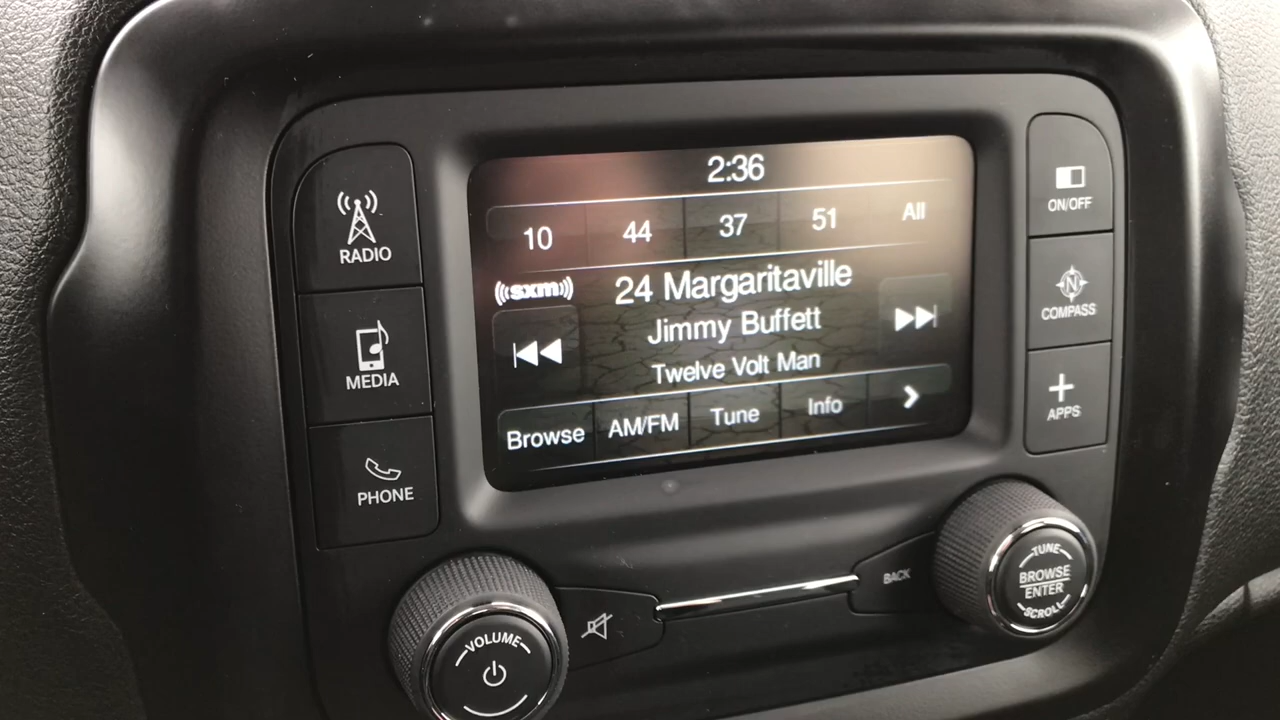 2:36
10 44 37 51 All
((sxm)) 24 Margaritaville
Jimmy Buffett
Twelve Volt Man
Browse AM/FM Tune Info
RADIO
MEDIA
PHONE
ON/OFF
N
COMPASS
APPS
VOLUME
BACK
TUNE
BROWSE
ENTER
SCROLL